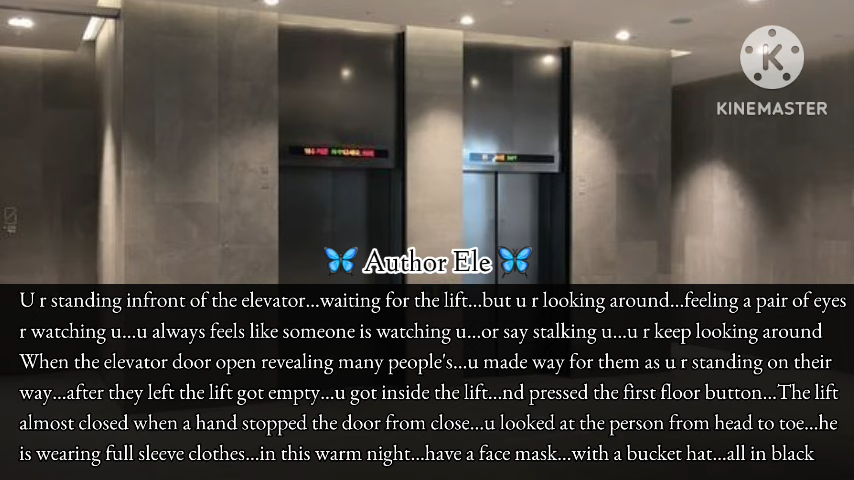 KINEMASTER
🦋 Author Ele 🦋
U r standing infront of the elevator...waiting for the lift...but u r looking around...feeling a pair of eyes
r watching u...u always feels like someone is watching u...or say stalking u...u r keep looking around
When the elevator door open revealing many people's...u made way for them as u r standing on their
way...after they left the lift got empty...u got inside the lift...nd pressed the first floor button...The lift
almost closed when a hand stopped the door from close...u looked at the person from head to toe...he
is wearing full sleeve clothes...in this warm night...have a face mask...with a bucket hat...all in black